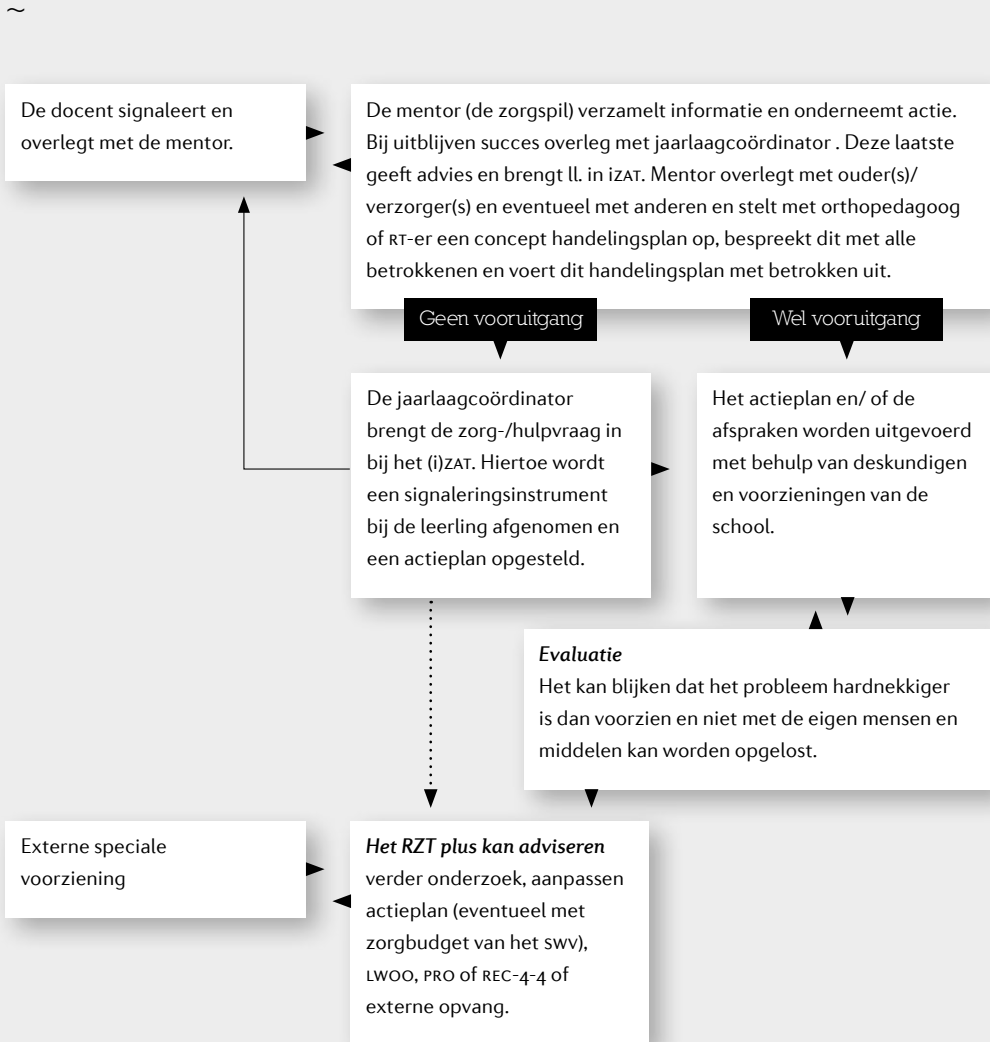 ~
De docent signaleert en
overlegt met de mentor.
De mentor (de zorgspil) verzamelt informatie en onderneemt actie.
Bij uitblijven succes overleg met jaarlaagcoördinator . Deze laatste
geeft advies en brengt ll. in iZAT. Mentor overlegt met ouder(s)/
verzorger(s) en eventueel met anderen en stelt met orthopedagoog
of RT-er een concept handelingsplan op, bespreekt dit met alle
betrokkenen en voert dit handelingsplan met betrokken uit.
Geen vooruitgang
Wel vooruitgang
De jaarlaagcoördinator
brengt de zorg-/hulpvraag in
bij het (i)ZAT. Hiertoe wordt
een signaleringsinstrument
bij de leerling afgenomen en
een actieplan opgesteld.
Het actieplan en/ of de
afspraken worden uitgevoerd
met behulp van deskundigen
en voorzieningen van de
school.
Evaluatie
Het kan blijken dat het probleem hardnekkiger
is dan voorzien en niet met de eigen mensen en
middelen kan worden opgelost.
Externe speciale
voorziening
Het RZT plus kan adviseren
verder onderzoek, aanpassen
actieplan (eventueel met
zorgbudget van het SWV),
LWOO, PRO of REC-4-4 of
externe opvang.